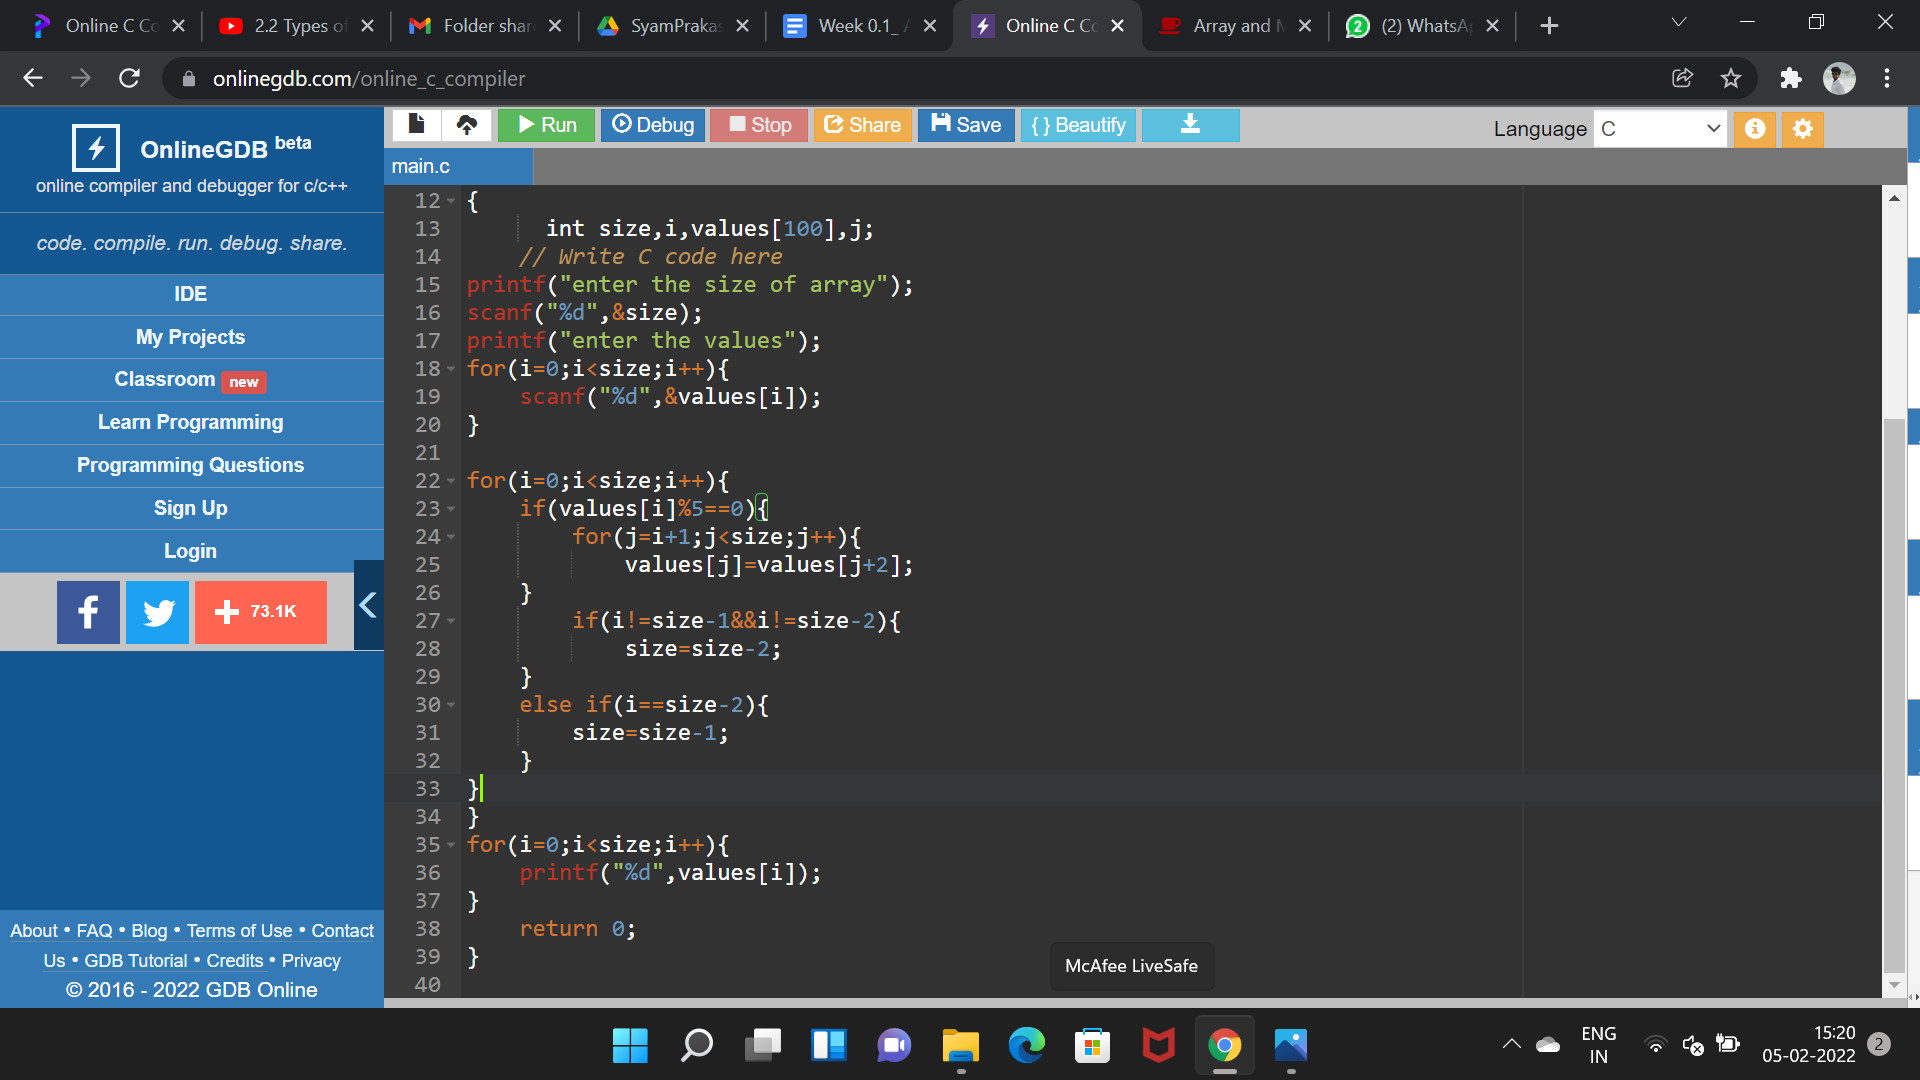 Online C Co
2.2 Types of
Folder shar
SyamPrakas
Week 0.1_ A
Online C Co
Array and M
(2) WhatsAp
onlinegdb.com/online_c_compiler
OnlineGDB beta
online compiler and debugger for c/c++
code. compile. run. debug. share.
IDE
My Projects
Classroom new
Learn Programming
Programming Questions
Sign Up
Login
f
73.1K
About • FAQ • Blog • Terms of Use • Contact
Us • GDB Tutorial • Credits • Privacy
© 2016 - 2022 GDB Online
Run Debug Stop Share Save { } Beautify
Language C
main.c
12 {
13 int size,i,values[100],j;
14 // Write C code here
15 printf("enter the size of array");
16 scanf("%d",&size);
17 printf("enter the values");
18 for(i=0;i<size;i++){
19 scanf("%d",&values[i]);
20 }
21
22 for(i=0;i<size;i++){
23 if(values[i]%5==0){
24 for(j=i+1;j<size;j++){
25 values[j]=values[j+2];
26 }
27 if(i!=size-1&&i!=size-2){
28 size=size-2;
29 }
30 else if(i==size-2){
31 size=size-1;
32 }
33 }
34 }
35 for(i=0;i<size;i++){
36 printf("%d",values[i]);
37 }
38 return 0;
39 }
40
McAfee LiveSafe
ENG
IN
15:20
05-02-2022
2